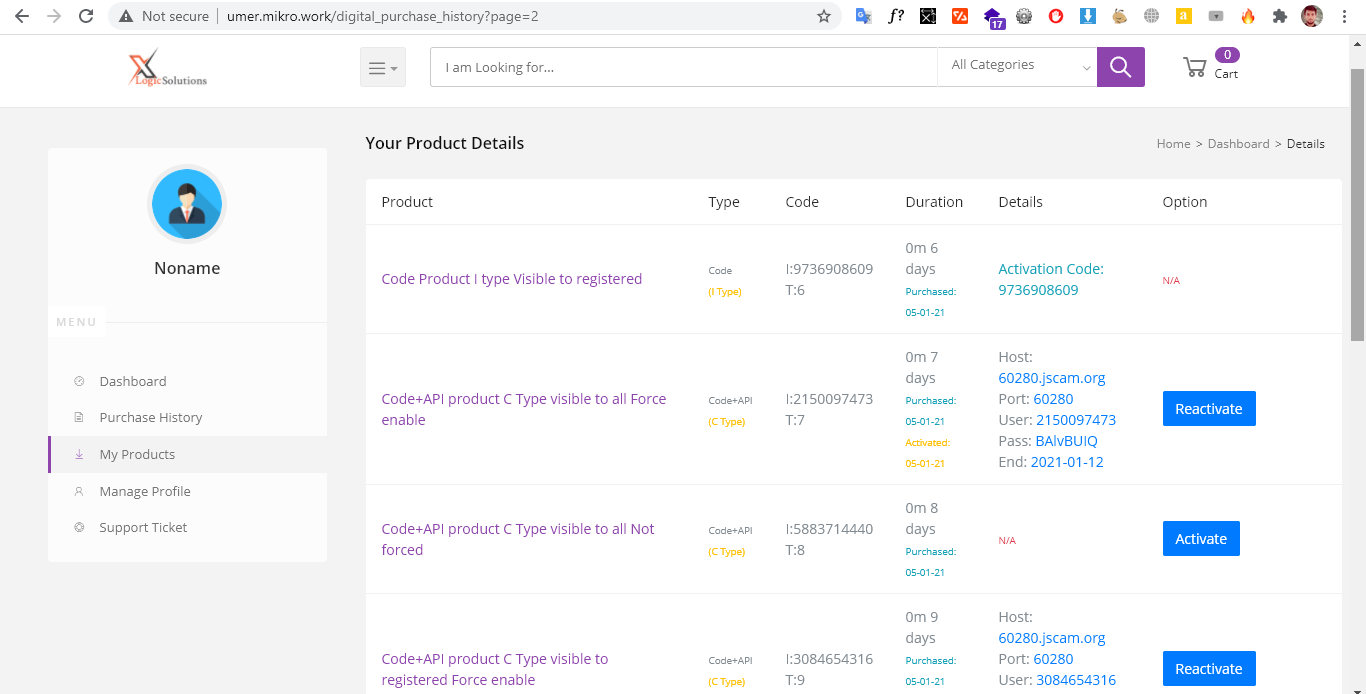 Not secure | umer.mikro.work/digital_purchase_history?page=2
f?
17
a
X
LogicSolutions
I am Looking for...
All Categories
0
Cart
Your Product Details
Home > Dashboard > Details
Noname
MENU
Dashboard
Purchase History
My Products
Manage Profile
Support Ticket
Product Type Code Duration Details Option
Code Product I type Visible to registered
Code
(I Type)
I:9736908609
T:6
0m 6
days
Purchased:
05-01-21
Activation Code:
9736908609
N/A
Code+API product C Type visible to all Force
enable
Code+API
(C Type)
I:2150097473
T:7
0m 7
days
Purchased:
05-01-21
Activated:
05-01-21
Host:
60280.jscam.org
Port: 60280
User: 2150097473
Pass: BAlvBUIQ
End: 2021-01-12
Reactivate
Code+API product C Type visible to all Not
forced
Code+API
(C Type)
I:5883714440
T:8
0m 8
days
Purchased:
05-01-21
N/A
Activate
Code+API product C Type visible to
registered Force enable
Code+API
(C Type)
I:3084654316
T:9
0m 9
days
Purchased:
05-01-21
Host:
60280.jscam.org
Port: 60280
User: 3084654316
Reactivate